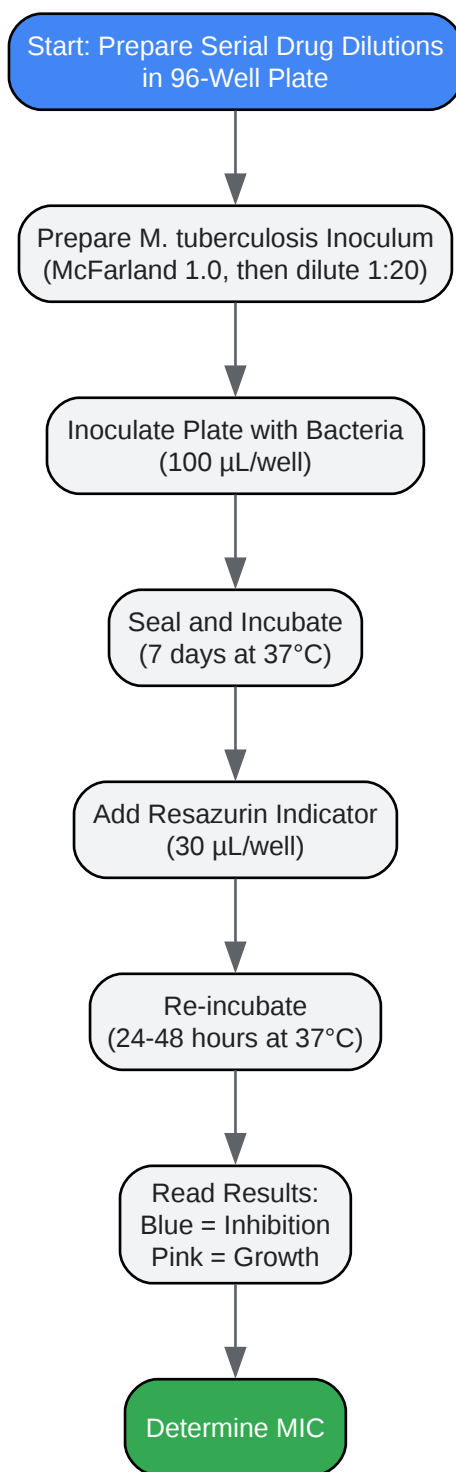 Start: Prepare Serial Drug Dilutions
in 96-Well Plate
Prepare M. tuberculosis Inoculum
(McFarland 1.0, then dilute 1:20)
Inoculate Plate with Bacteria
(100 µL/well)
Seal and Incubate
(7 days at 37°C)
Add Resazurin Indicator
(30 µL/well)
Re-incubate
(24-48 hours at 37°C)
Read Results:
Blue = Inhibition
Pink = Growth
Determine MIC